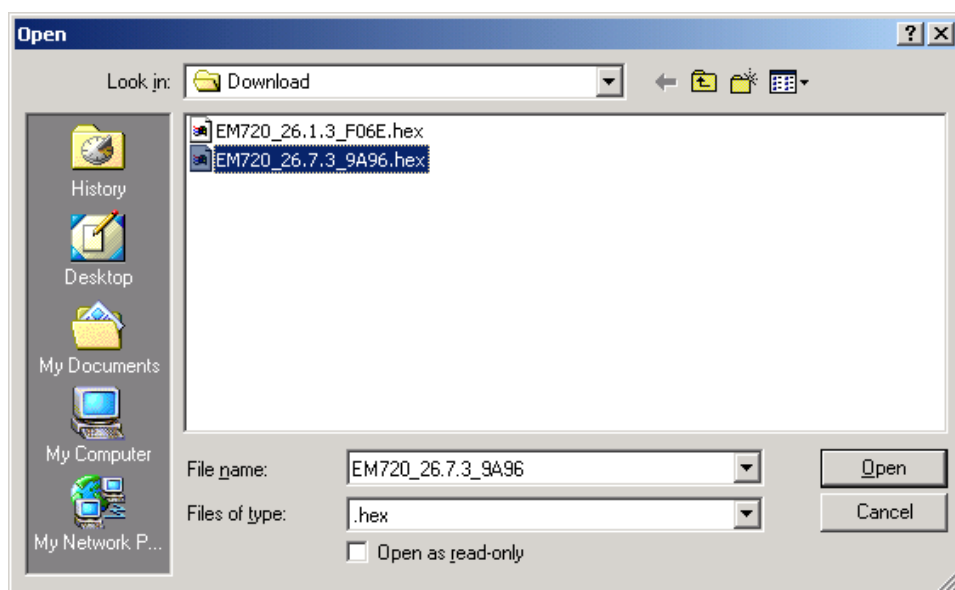 Open
Look in: Download
EM720_26.1.3_F06E.hex
EM720_26.7.3_9A96.hex
History
Desktop
My Documents
My Computer
My Network P...
File name: EM720_26.7.3_9A96 Open
Files of type: .hex Cancel
Open as read-only